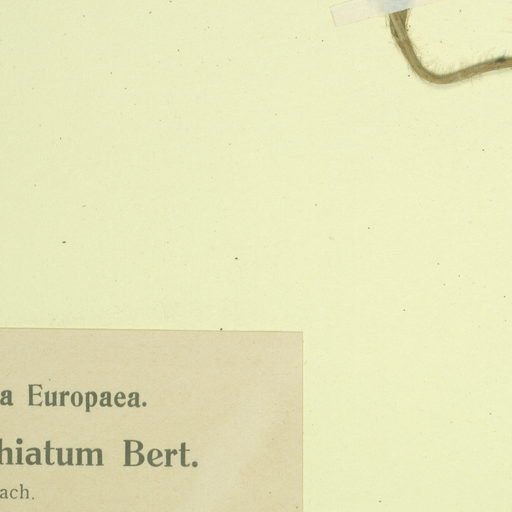 a Europaea.
hiatum Bert.
ach.